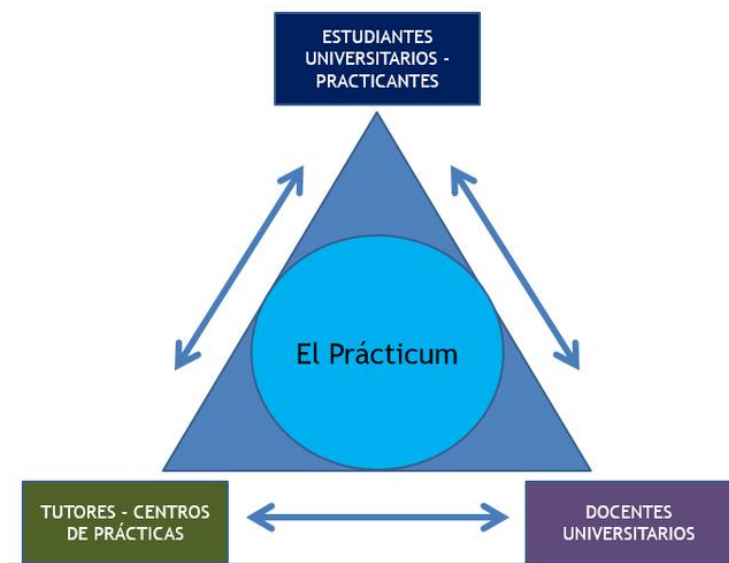 ESTUDIANTES
UNIVERSITARIOS -
PRACTICANTES
El Prácticum
TUTORES - CENTROS
DE PRÁCTICAS
DOCENTES
UNIVERSITARIOS